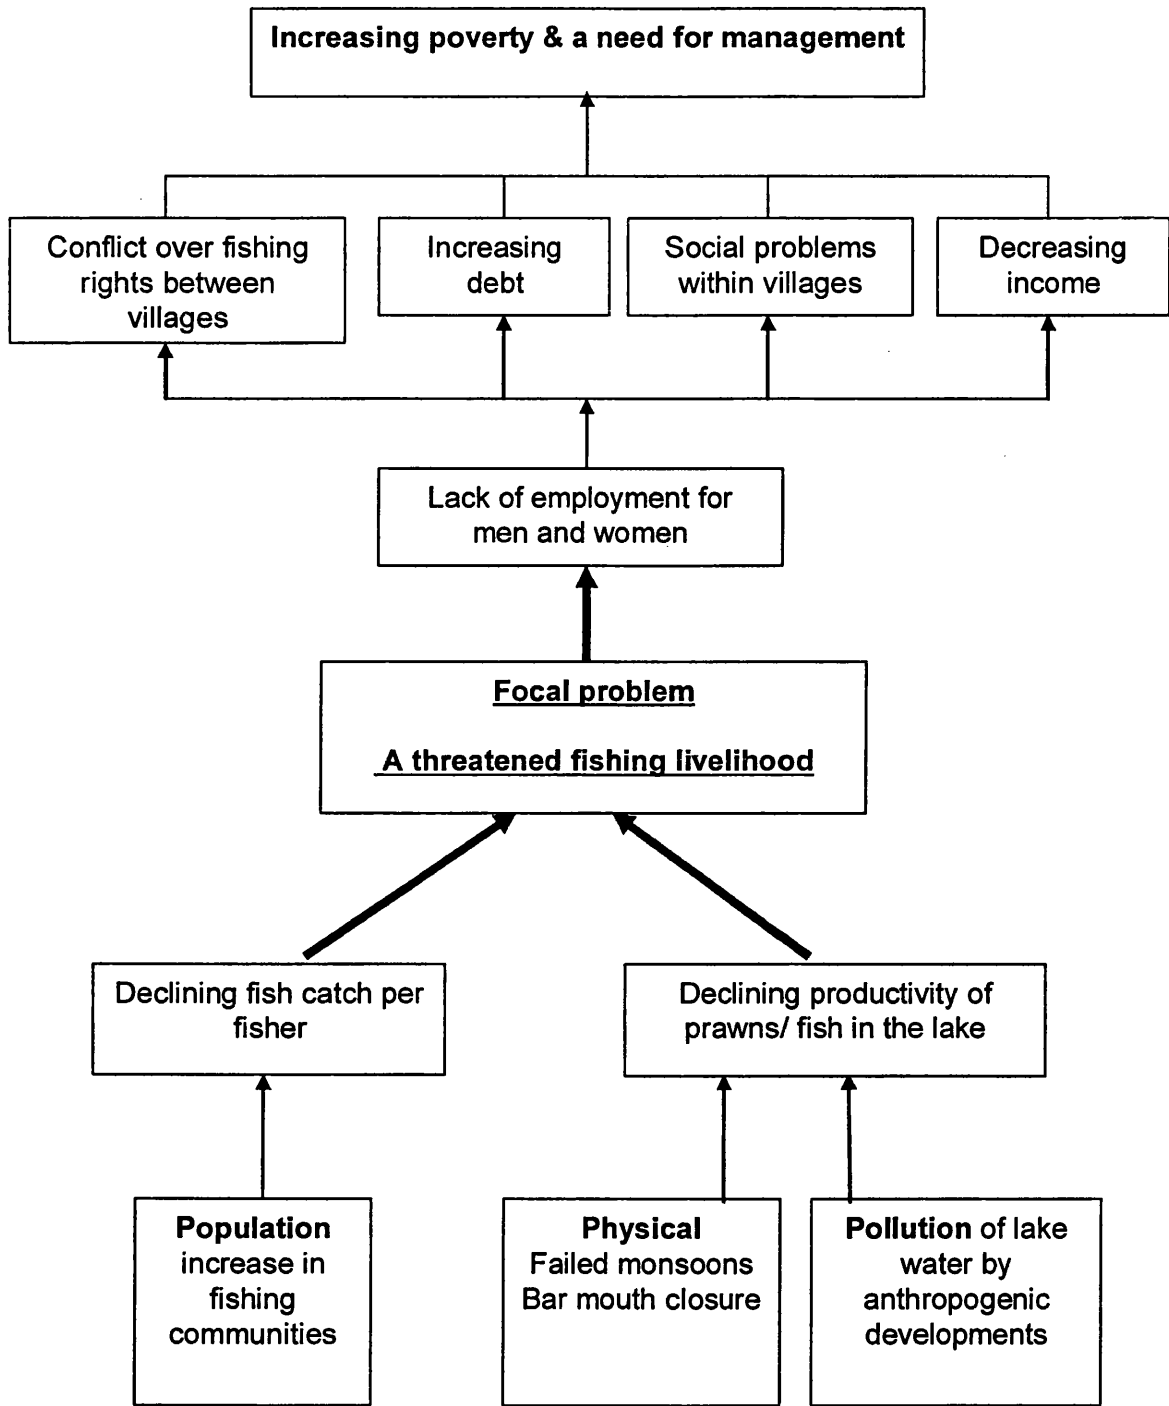 Increasing poverty & a need for management
Conflict over fishing
rights between
villages
Increasing
debt
Social problems
within villages
Decreasing
income
Lack of employment for
men and women
Focal problem
A threatened fishing livelihood
Declining fish catch per
fisher
Declining productivity of
prawns/ fish in the lake
Population
increase in
fishing
communities
Physical
Failed monsoons
Bar mouth closure
Pollution of lake
water by
anthropogenic
developments